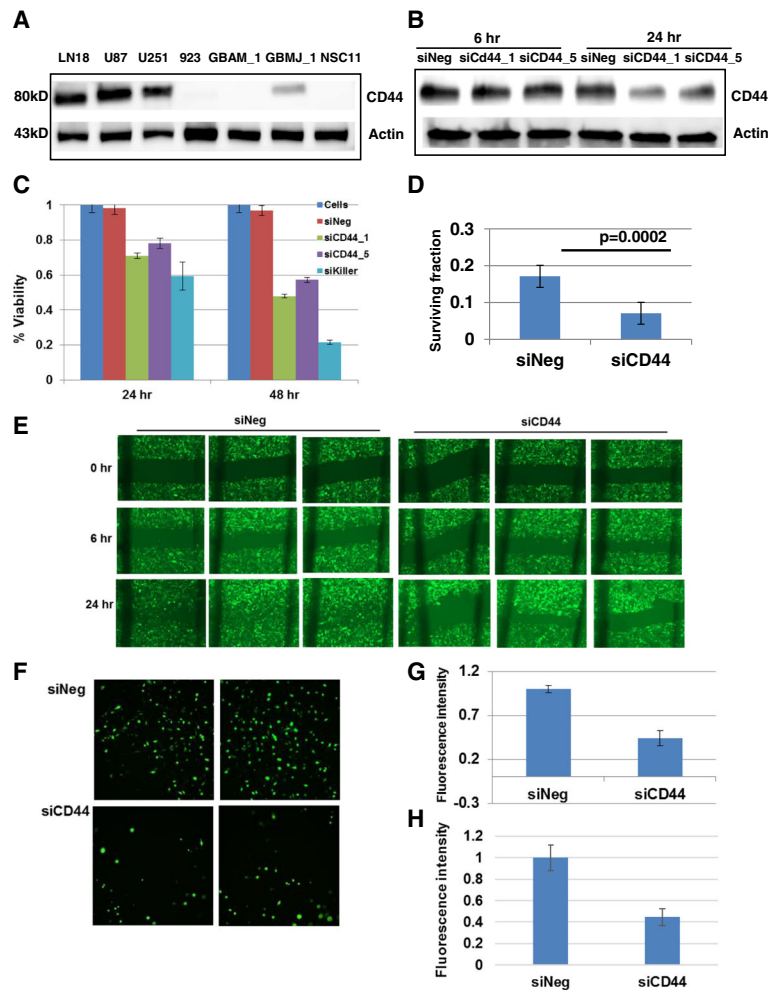 A
LN18 U87 U251 923 GBAM_1 GBMJ_1 NSC11
80kD CD44
43kD Actin
B
6 hr 24 hr
siNeg siCd44_1 siCD44_5 siNeg siCD44_1 siCD44_5
CD44
Actin
C
% Viability
1
0.8
0.6
0.4
0.2
0
24 hr 48 hr
Cells
siNeg
siCD44_1
siCD44_5
siKiller
D
Surviving fraction
0.3
0.2
0.1
0
p=0.0002
siNeg siCD44
E
siNeg siCD44
0 hr
6 hr
24 hr
F
siNeg
siCD44
G
Fluorescence intensity
1.2
0.7
0.2
-0.3
siNeg siCD44
H
Fluorescence intensity
1.2
1
0.8
0.6
0.4
0.2
0
siNeg siCD44